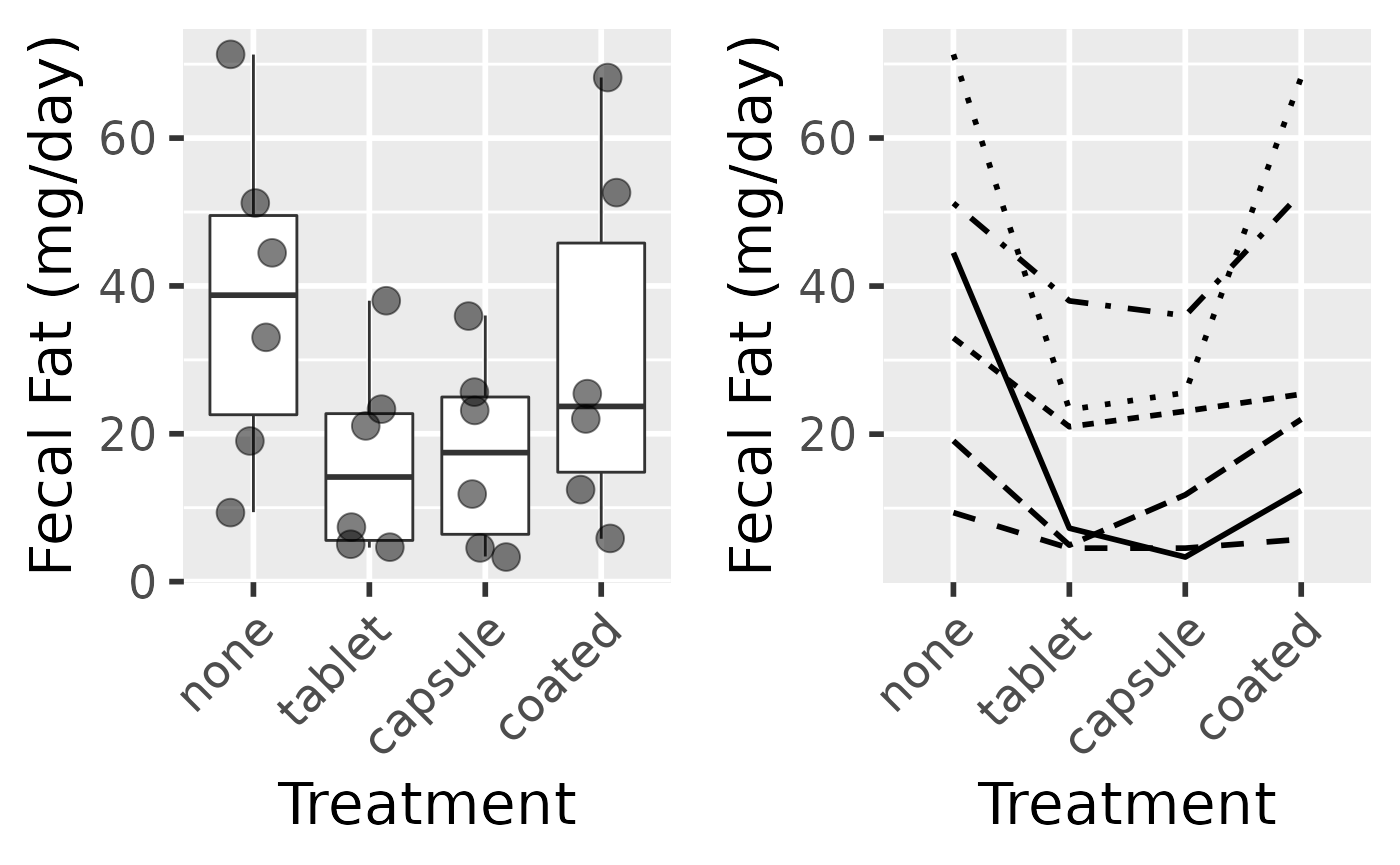 Fecal Fat (mg/day)
60
40
20
0
none
tablet
capsule
coated
Treatment
Fecal Fat (mg/day)
60
40
20
none
tablet
capsule
coated
Treatment